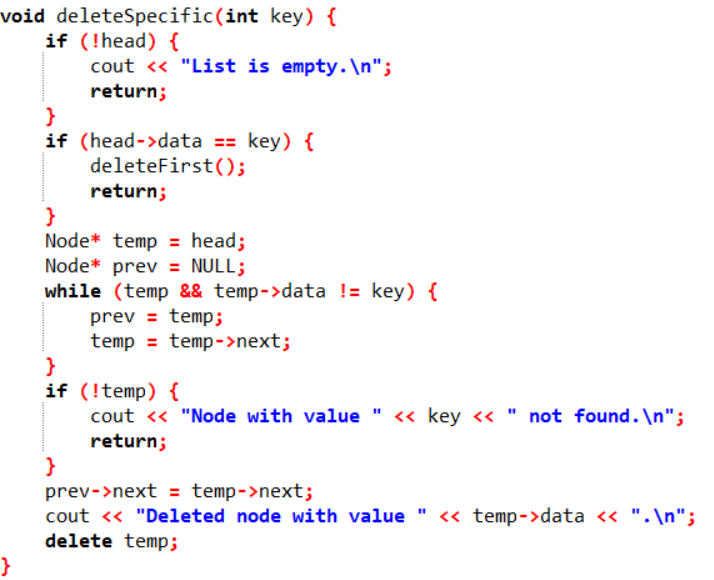 void deleteSpecific(int key) {
    if (!head) {
        cout << "List is empty.\n";
        return;
    }
    if (head->data == key) {
        deleteFirst();
        return;
    }
    Node* temp = head;
    Node* prev = NULL;
    while (temp && temp->data != key) {
        prev = temp;
        temp = temp->next;
    }
    if (!temp) {
        cout << "Node with value " << key << " not found.\n";
        return;
    }
    prev->next = temp->next;
    cout << "Deleted node with value " << temp->data << ".\n";
    delete temp;
}